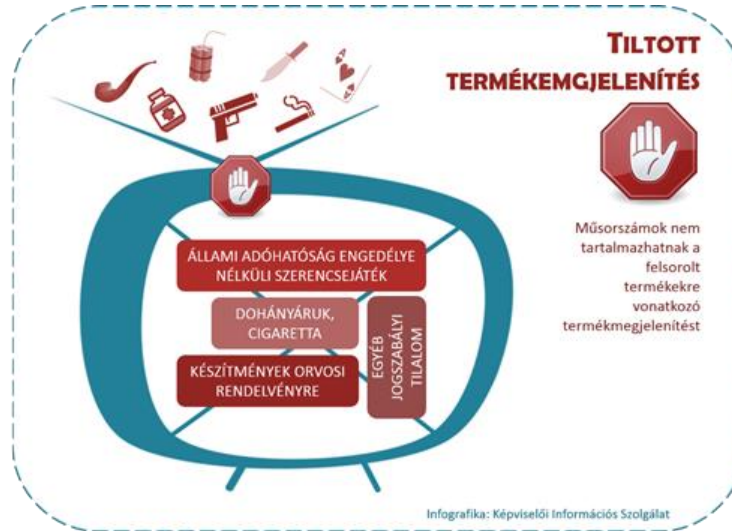 TILTOTT
TERMÉKEMGJELENÍTÉS
Műsorszámok nem
tartalmazhatnak a
felsorolt
termékekre
vonatkozó
termékmegjelenítést
ÁLLAMI ADÓHATÓSÁG ENGEDÉLYE
NÉLKÜLI SZERENCSEJÁTÉK
DOHÁNYÁRUK,
CIGARETTA
KÉSZÍTMÉNYEK ORVOSI
RENDELVÉNYRE
EGYÉB
JOGSZABÁLYI
TILALOM
Infografika: Képviselői Információs Szolgálat